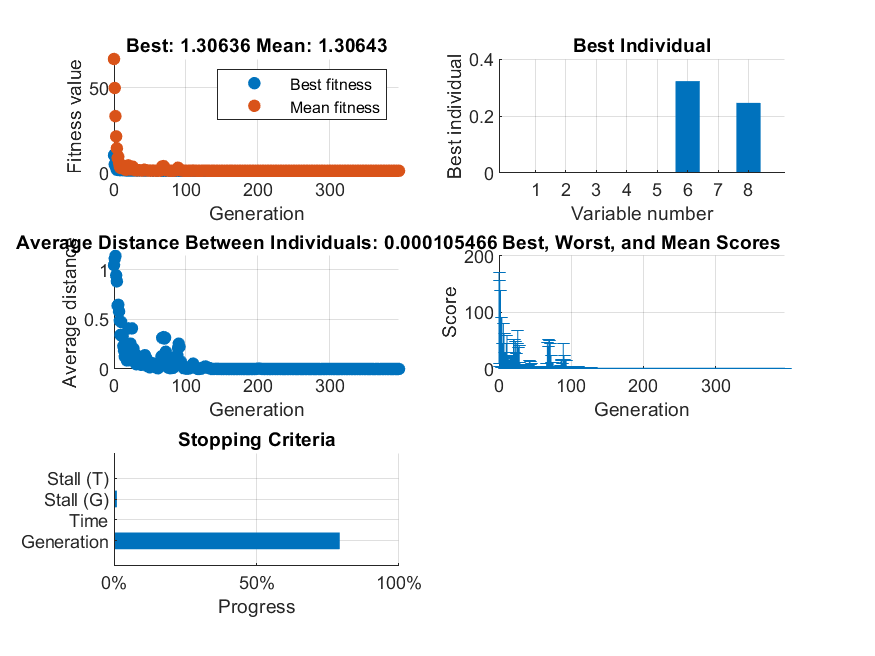 Best: 1.30636 Mean: 1.30643
Fitness value
50
0
Best fitness
Mean fitness
0 100 200 300
Generation
Best Individual
Best individual
0.4
0.2
0
1 2 3 4 5 6 7 8
Variable number
Average Distance Between Individuals: 0.000105466
Average distance
1
0.5
0
0 100 200 300
Generation
Best, Worst, and Mean Scores
Score
200
100
0
0 100 200 300
Generation
Stopping Criteria
Stall (T)
Stall (G)
Time
Generation
0% 50% 100%
Progress